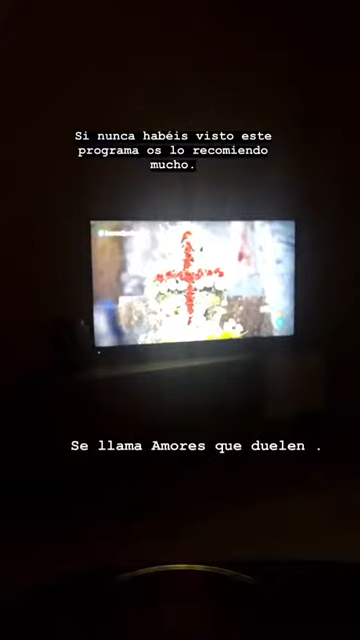 Si nunca habéis visto este
programa os lo recomiendo
mucho.
Se llama Amores que duelen .